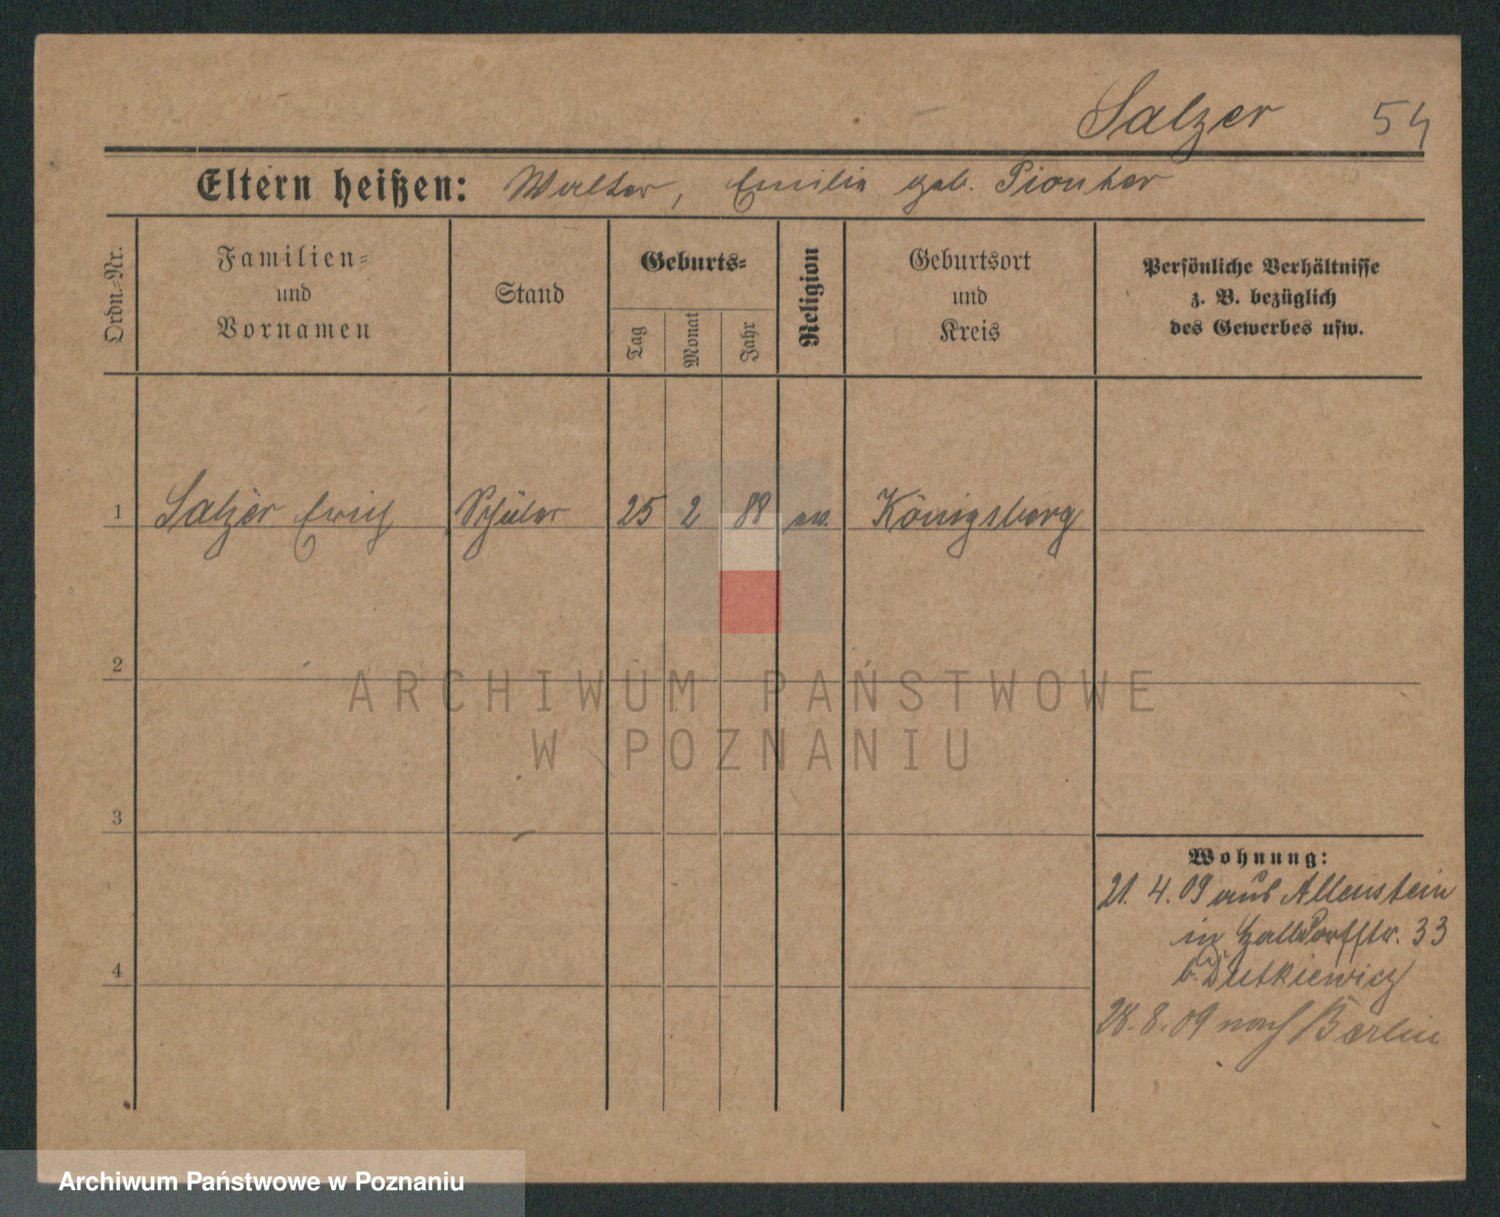 Salzer 54
Eltern heißen: Walter, Emilie geb. Pionter
Ordn.-Nr.
Familien-
und
Vornamen
Stand
Geburts-
Tag
Monat
Jahr
Religion
Geburtsort
und
Kreis
Persönliche Verhältnisse
z. B. bezüglich
des Gewerbes usw.
1 Salzer Erich Schüler 25 2 88 ev. Königsberg
2
ARCHIWUM PAŃSTWOWE
W POZNANIU
3
Wohnung:
21. 4. 09 aus Allenstein
in 33
4
b. Dutkiewicz
28. 8. 09 nach Berlin
Archiwum Państwowe w Poznaniu